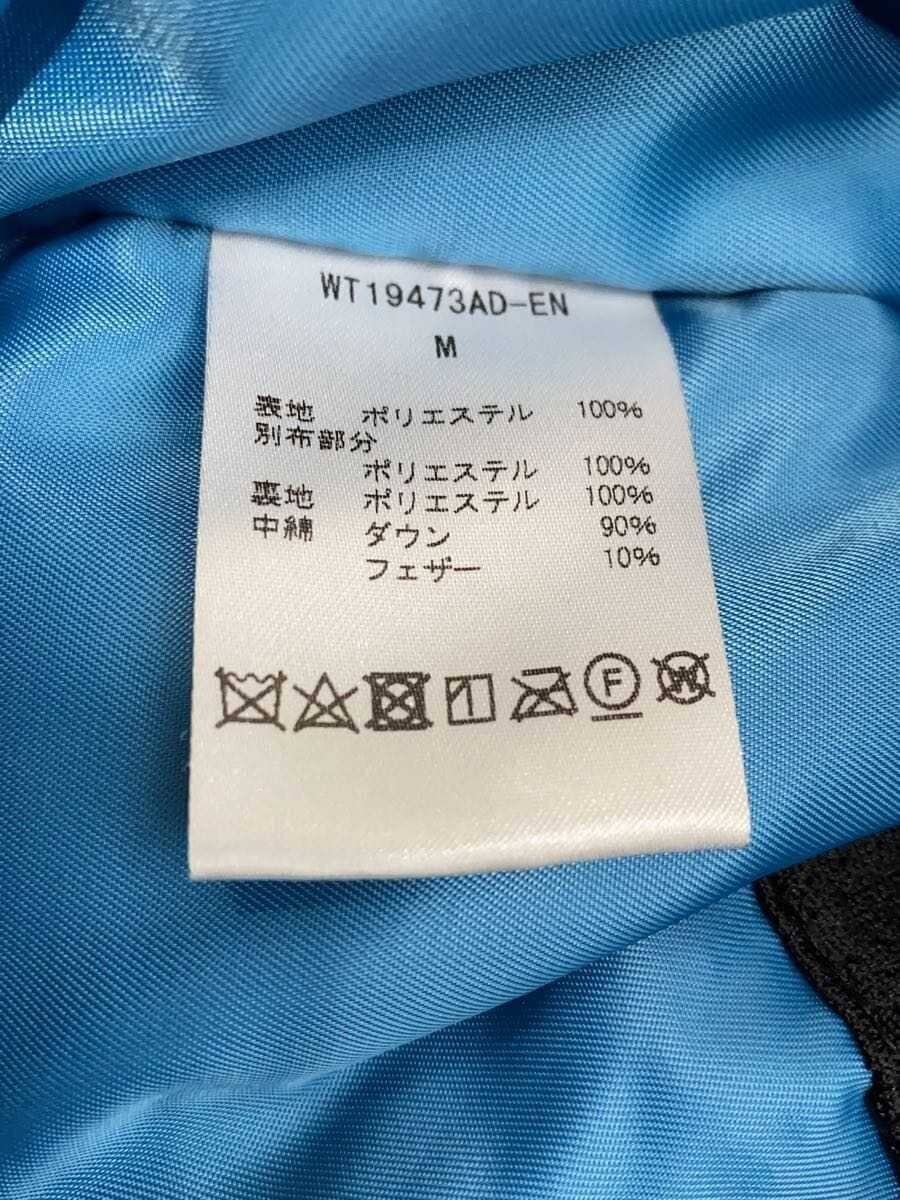 WT19473AD-EN
M
表地 ポリエステル 100%
別布部分
ポリエステル 100%
裏地 ポリエステル 100%
中綿 ダウン 90%
フェザー 10%
F W